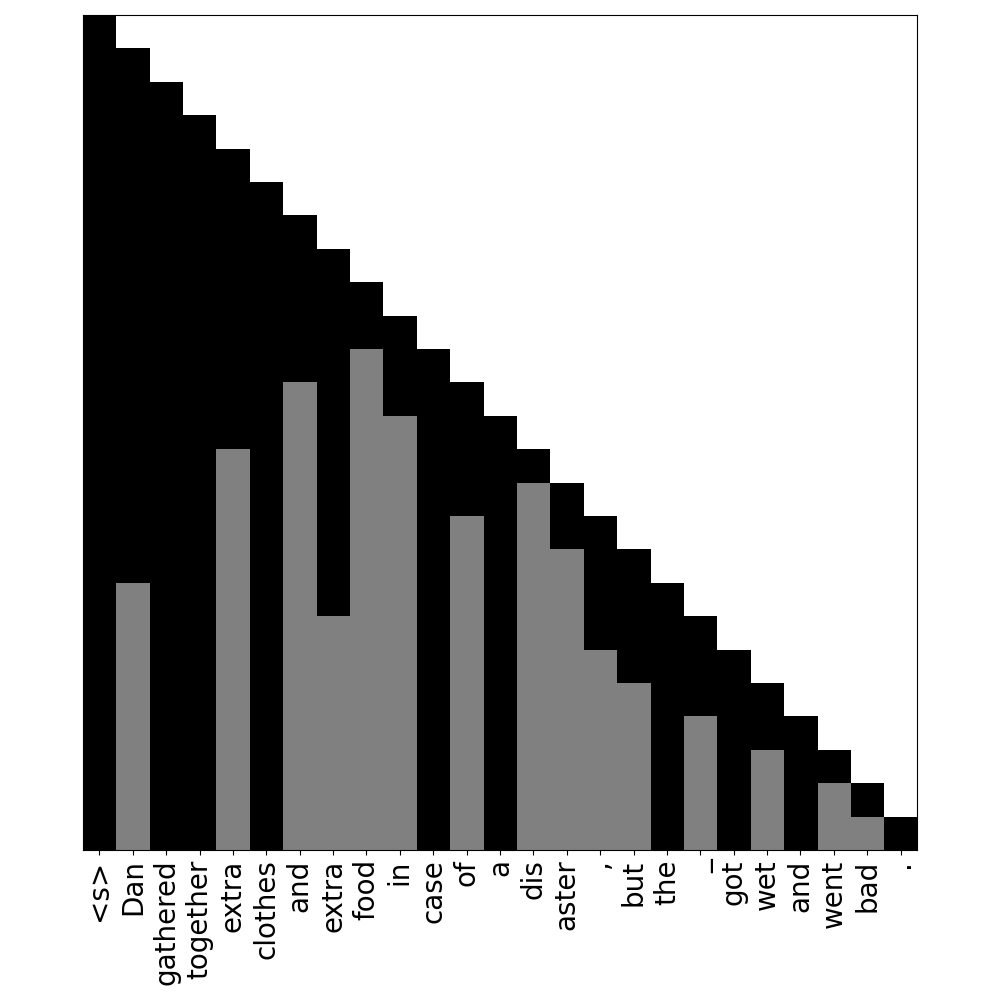 <s> Dan gathered together extra clothes and extra food in case of a dis aster , but the _ got wet and went bad .